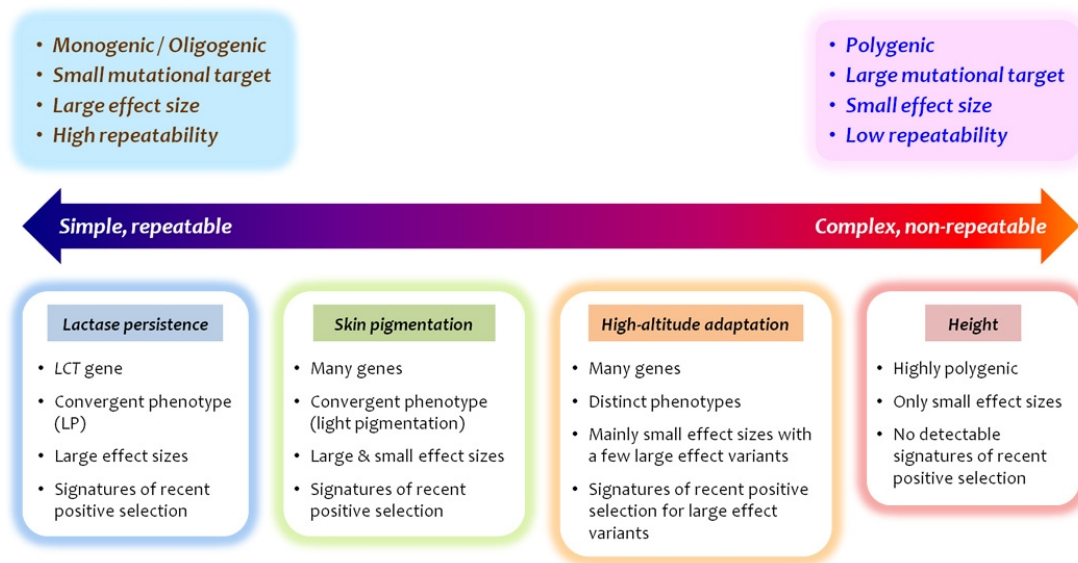 • Monogenic / Oligogenic
• Small mutational target
• Large effect size
• High repeatability
• Polygenic
• Large mutational target
• Small effect size
• Low repeatability
Simple, repeatable
Complex, non-repeatable
Lactase persistence
• LCT gene
• Convergent phenotype
(LP)
• Large effect sizes
• Signatures of recent
positive selection
Skin pigmentation
• Many genes
• Convergent phenotype
(light pigmentation)
• Large & small effect sizes
• Signatures of recent
positive selection
High-altitude adaptation
• Many genes
• Distinct phenotypes
• Mainly small effect sizes with
a few large effect variants
• Signatures of recent positive
selection for large effect
variants
Height
• Highly polygenic
• Only small effect sizes
• No detectable
signatures of recent
positive selection